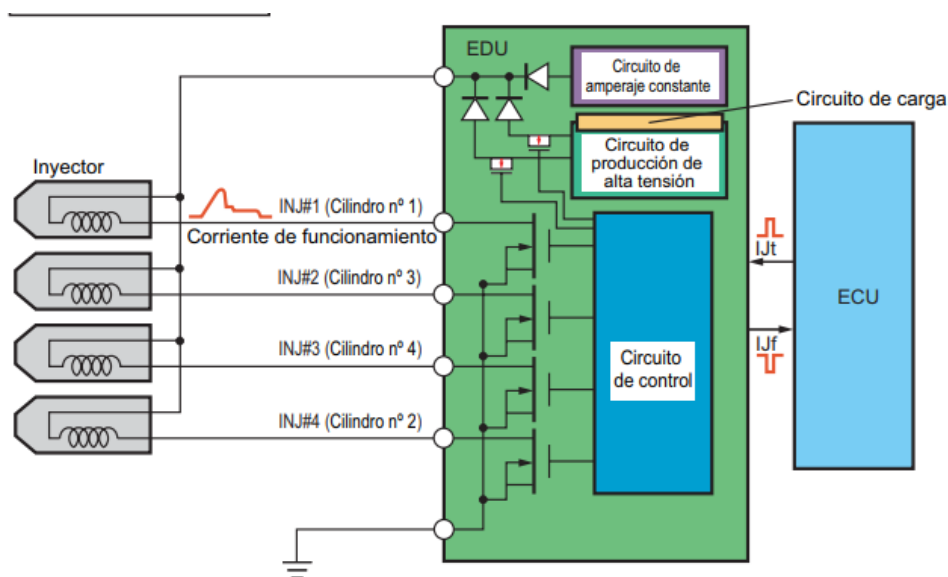 EDU
Circuito de
amperaje constante
Circuito de carga
Circuito de
producción de
alta tensión
Inyector
INJ#1 (Cilindro nº 1)
Corriente de funcionamiento
INJ#2 (Cilindro nº 3)
INJ#3 (Cilindro nº 4)
INJ#4 (Cilindro nº 2)
Circuito
de control
IJt
IJf
ECU